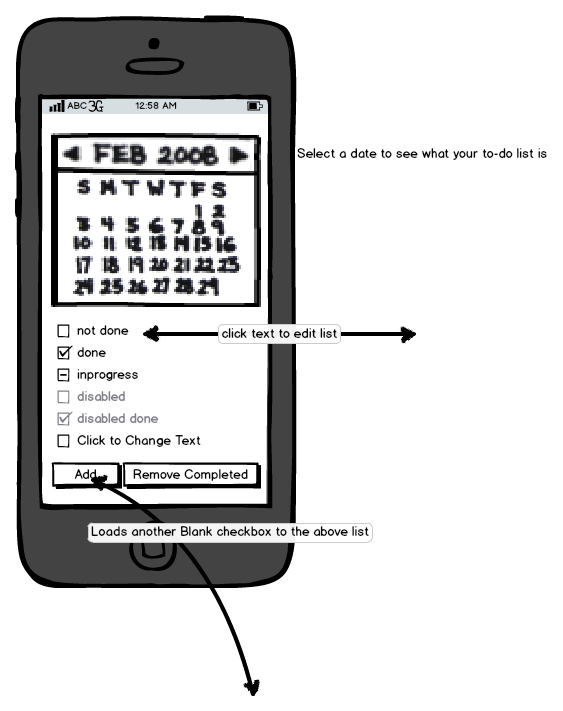 ABC 3G 12:58 AM
FEB 2008
Select a date to see what your to-do list is
S M T W T F S
1 2
3 4 5 6 7 8 9
10 11 12 13 14 15 16
17 18 19 20 21 22 23
24 25 26 27 28 29
not done
click text to edit list
done
inprogress
disabled
disabled done
Click to Change Text
Add
Remove Completed
Loads another Blank checkbox to the above list